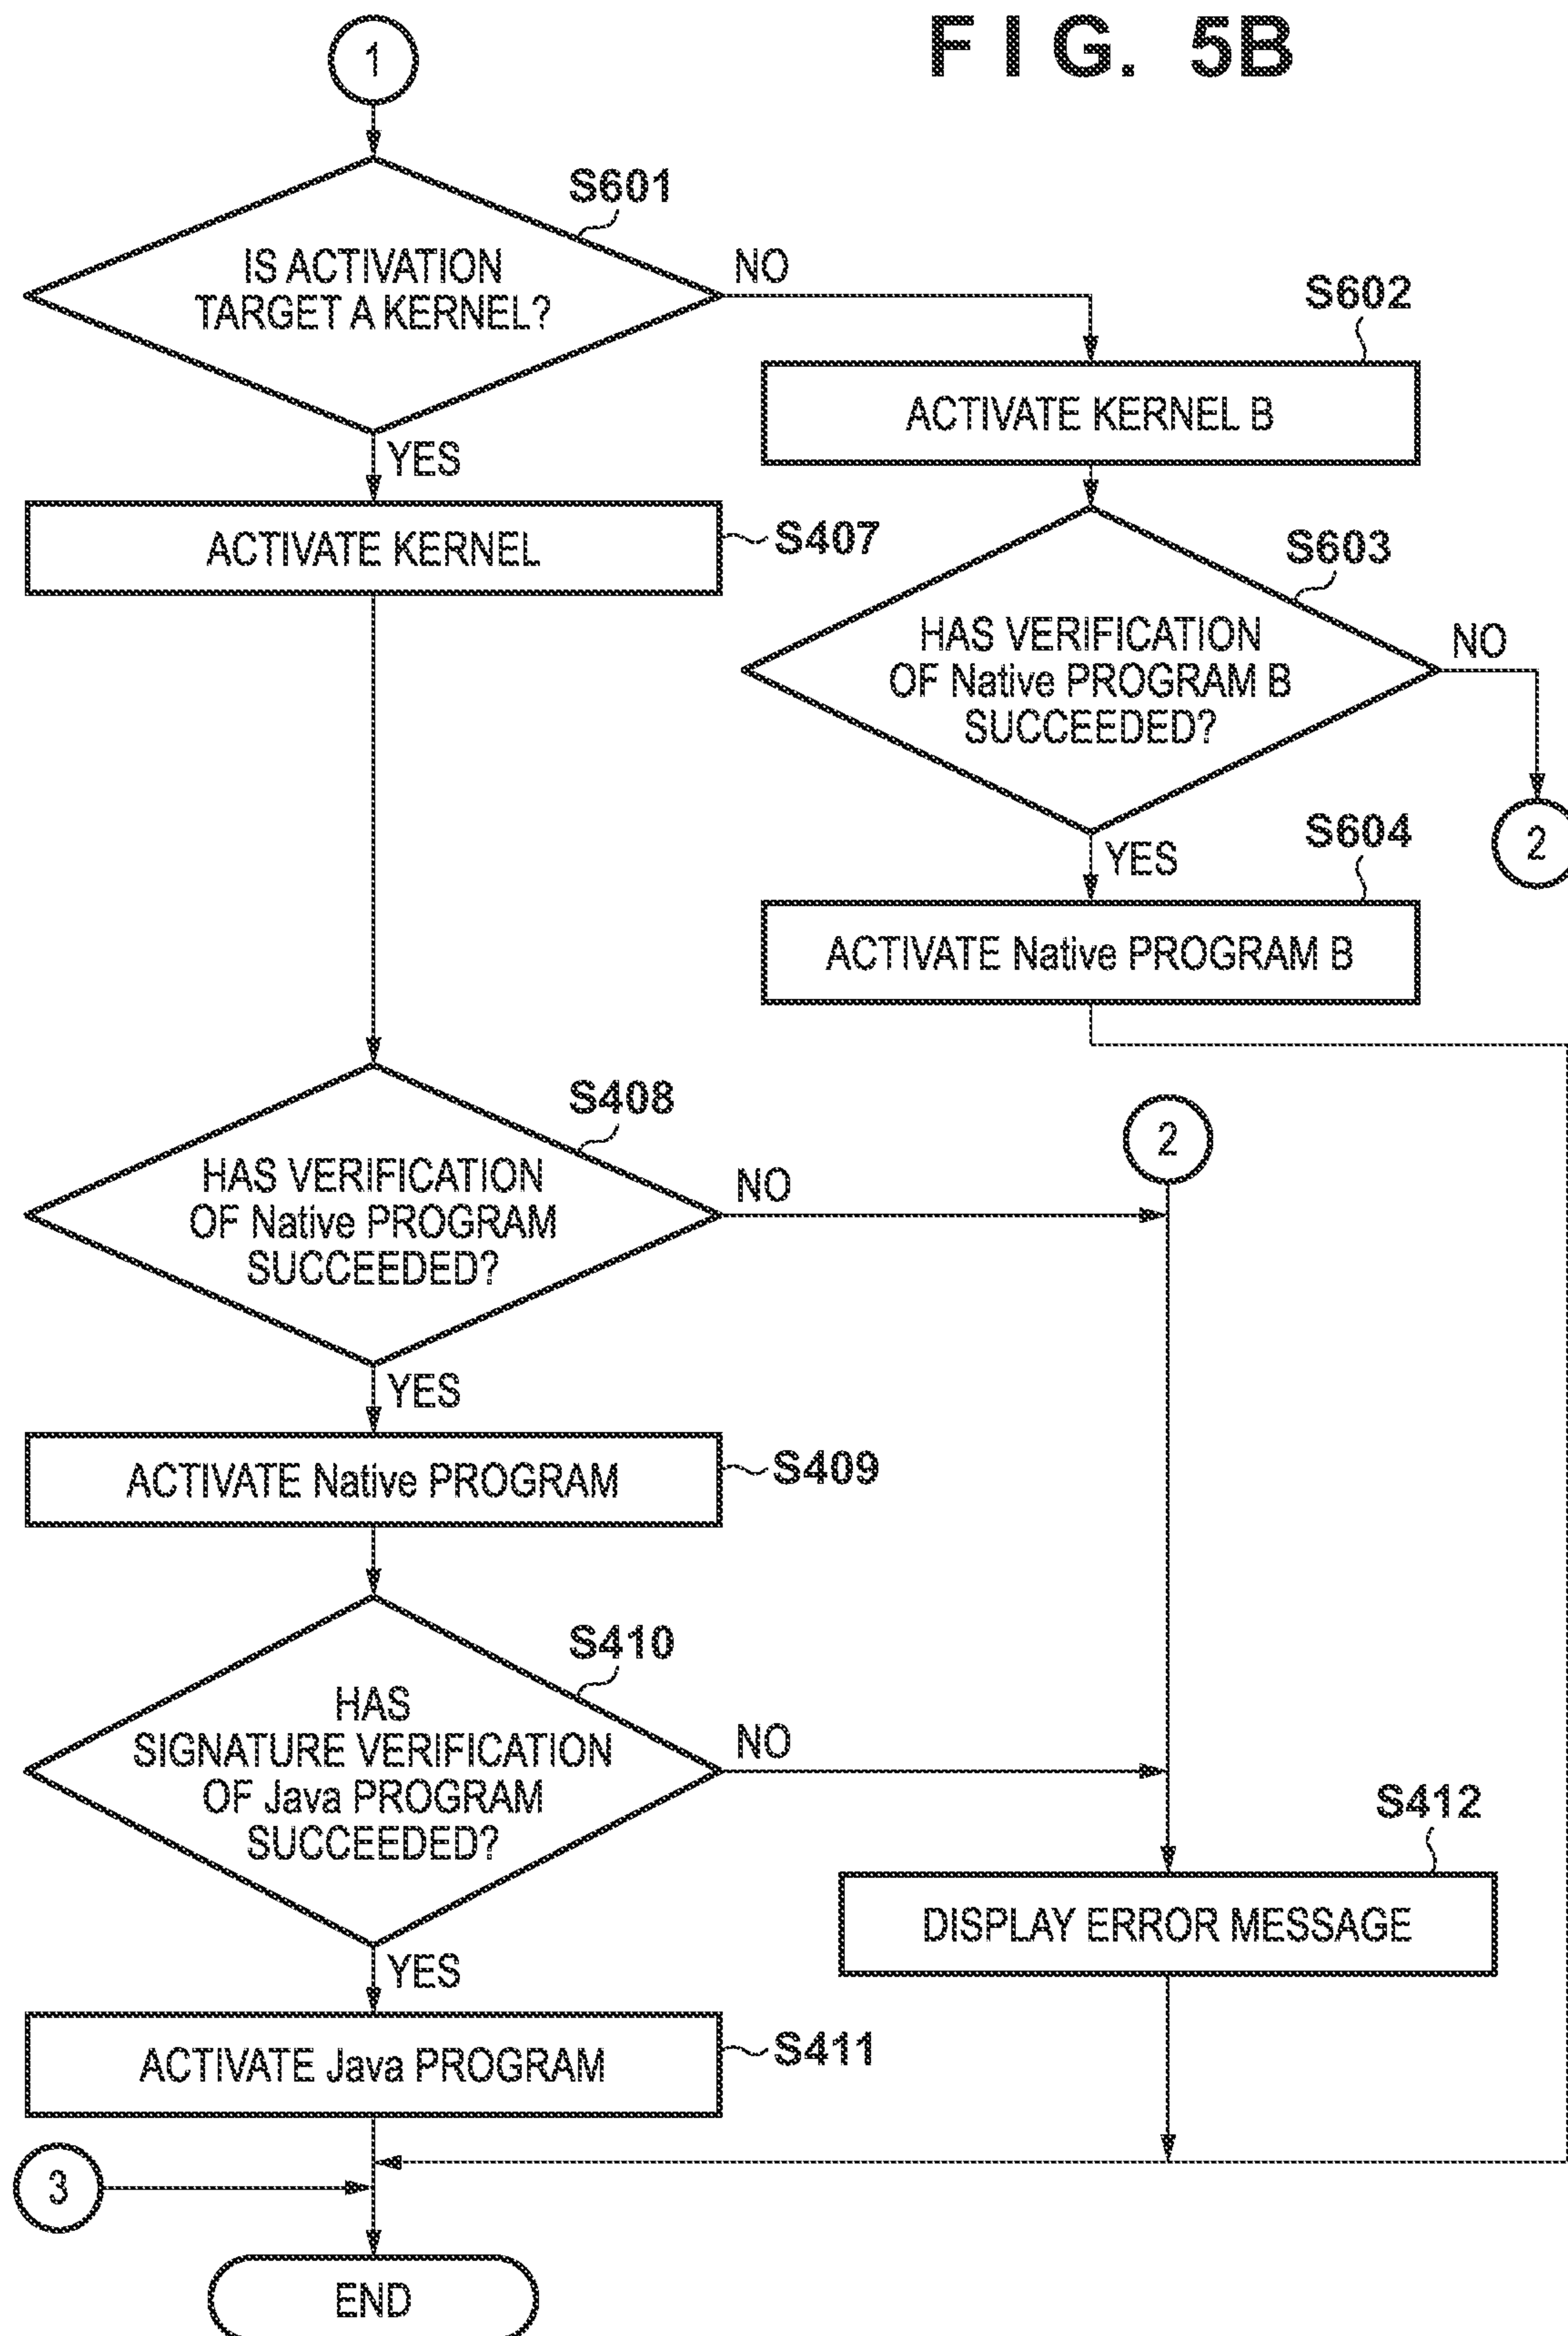 FIG. 5B
1
S601
IS ACTIVATION
TARGET A KERNEL?
NO
YES
S602
ACTIVATE KERNEL B
ACTIVATE KERNEL
S407
S603
HAS VERIFICATION
OF Native PROGRAM B
SUCCEEDED?
NO
2
YES
S604
ACTIVATE Native PROGRAM B
S408
HAS VERIFICATION
OF Native PROGRAM
SUCCEEDED?
NO
2
YES
ACTIVATE Native PROGRAM
S409
S410
HAS
SIGNATURE VERIFICATION
OF Java PROGRAM
SUCCEEDED?
NO
S412
DISPLAY ERROR MESSAGE
YES
ACTIVATE Java PROGRAM
S411
3
END